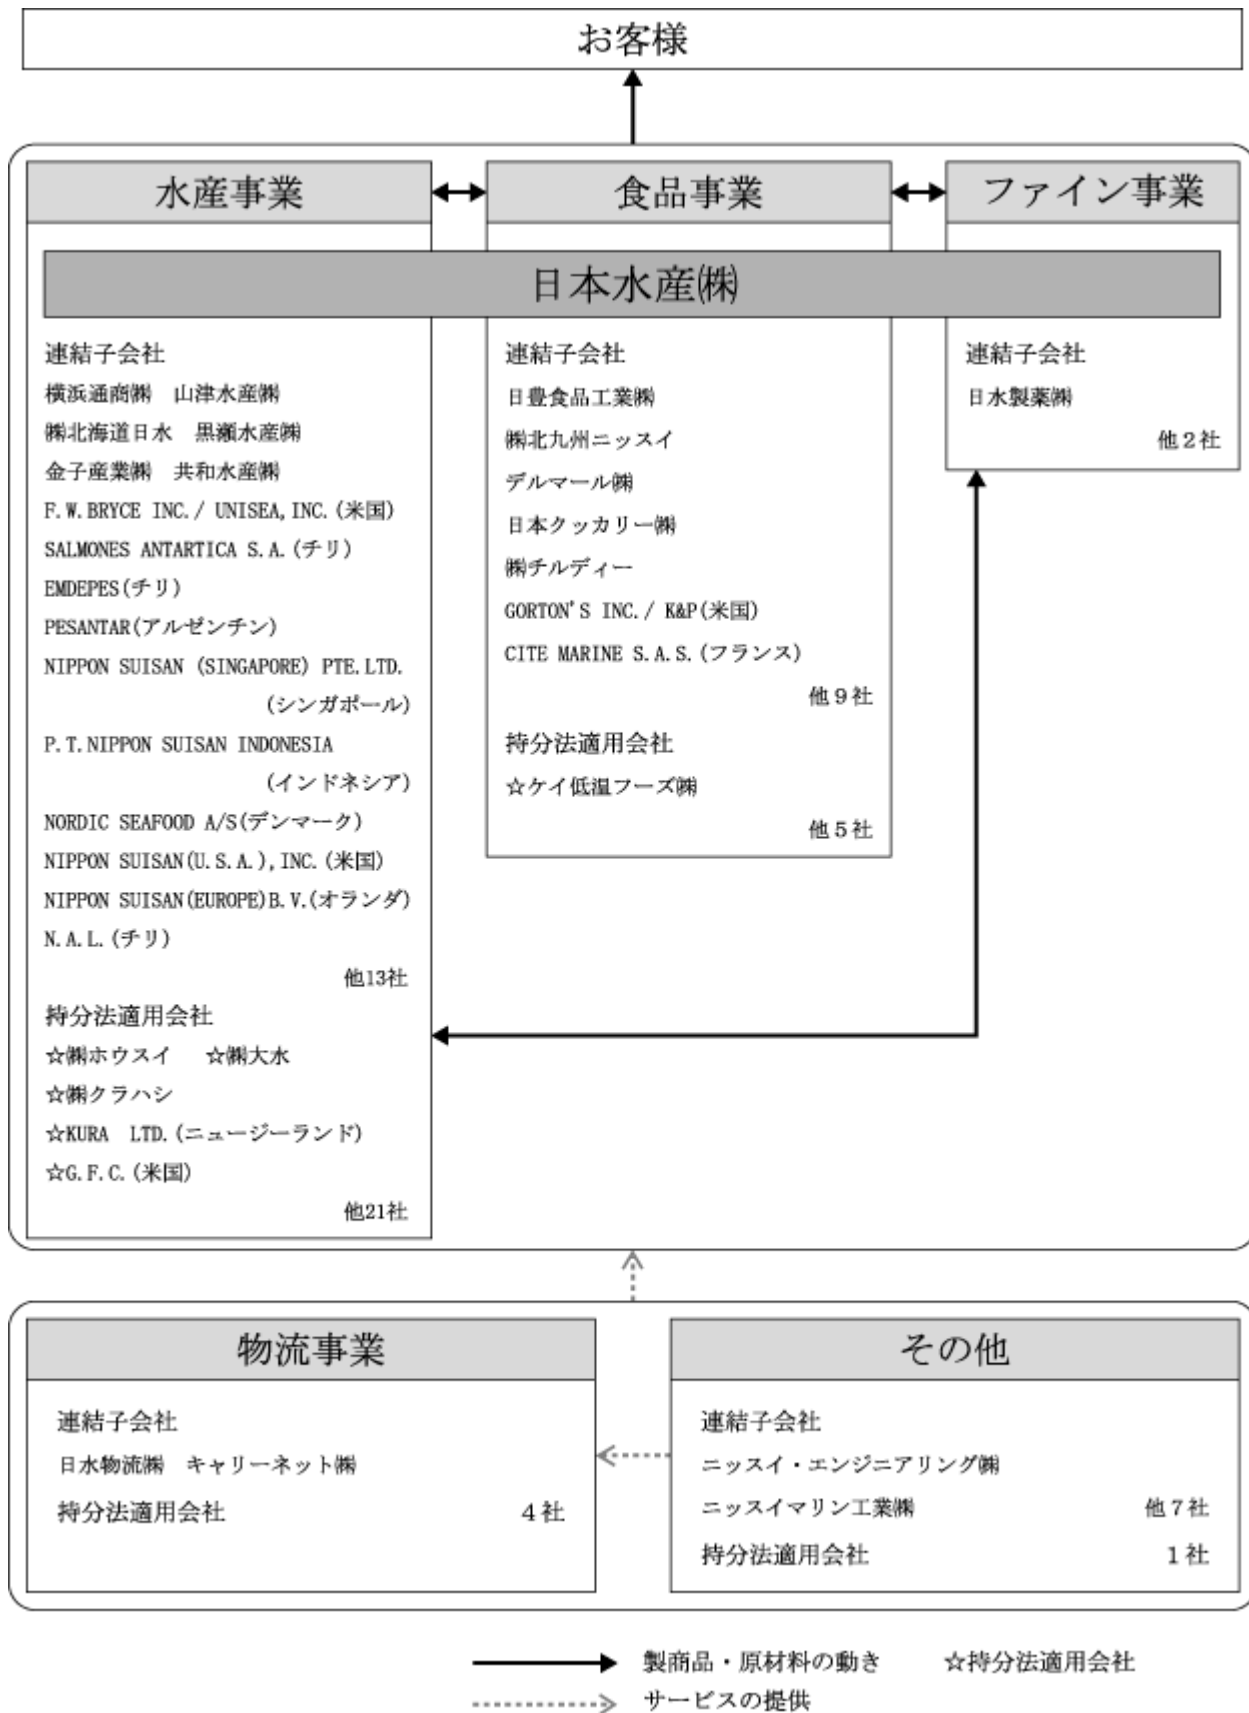 お客様
水産事業
食品事業
ファイン事業
日本水産㈱
連結子会社
横浜通商㈱　山津水産㈱
㈱北海道日水　黒瀬水産㈱
金子産業㈱　共和水産㈱
F.W.BRYCE INC./ UNISEA,INC.(米国)
SALMONES ANTARTICA S.A.(チリ)
EMDEPES(チリ)
PESANTAR(アルゼンチン)
NIPPON SUISAN (SINGAPORE) PTE.LTD.
(シンガポール)
P.T.NIPPON SUISAN INDONESIA
(インドネシア)
NORDIC SEAFOOD A/S(デンマーク)
NIPPON SUISAN(U.S.A.),INC.(米国)
NIPPON SUISAN(EUROPE)B.V.(オランダ)
N.A.L.(チリ)
他13社
持分法適用会社
☆㈱ホウスイ　☆㈱大水
☆㈱クラハシ
☆KURA　LTD.(ニュージーランド)
☆G.F.C.(米国)
他21社
連結子会社
日豊食品工業㈱
㈱北九州ニッスイ
デルマール㈱
日本クッカリー㈱
㈱チルディー
GORTON'S INC./ K&P(米国)
CITE MARINE S.A.S.(フランス)
他９社
持分法適用会社
☆ケイ低温フーズ㈱
他５社
連結子会社
日水製薬㈱
他２社
物流事業
連結子会社
日水物流㈱　キャリーネット㈱
持分法適用会社　４社
その他
連結子会社
ニッスイ・エンジニアリング㈱
ニッスイマリン工業㈱　他７社
持分法適用会社　１社
製商品・原材料の動き　☆持分法適用会社
サービスの提供